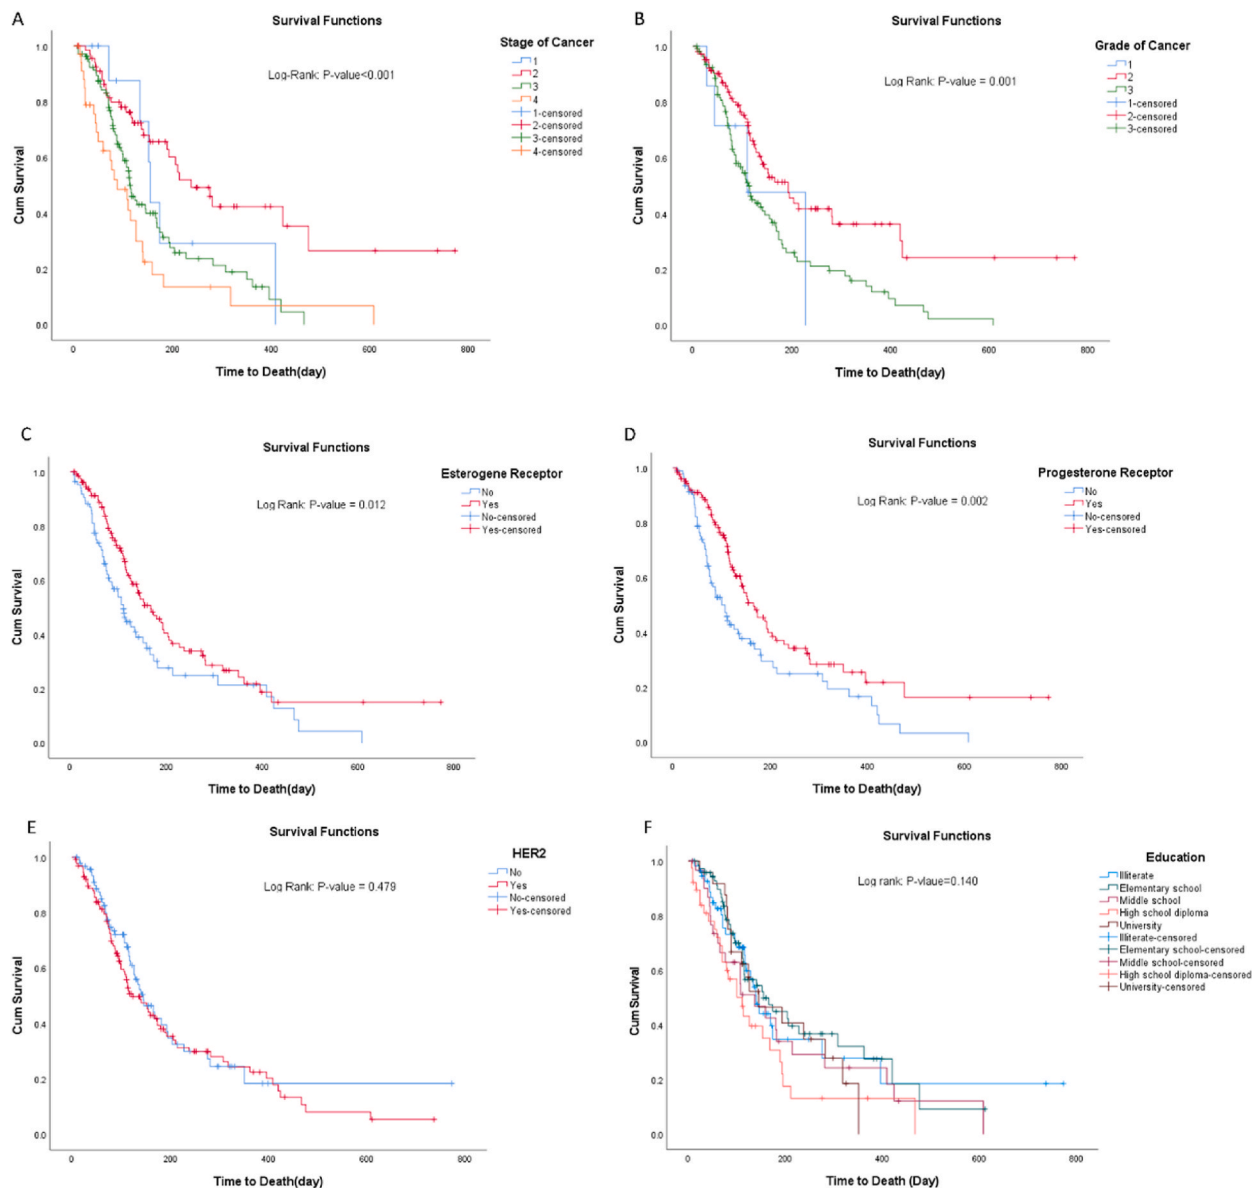 A
Survival Functions
Log-Rank: P-value<0.001
Stage of Cancer
1
2
3
4
1-censored
2-censored
3-censored
4-censored
Cum Survival
1.0
0.8
0.6
0.4
0.2
0.0
0
200
400
600
800
Time to Death(day)
B
Survival Functions
Log Rank: P-value = 0.001
Grade of Cancer
1
2
3
1-censored
2-censored
3-censored
Cum Survival
1.0
0.8
0.6
0.4
0.2
0.0
0
200
400
600
800
Time to Death(day)
C
Survival Functions
Log Rank: P-value = 0.012
Esterogene Receptor
No
Yes
No-censored
Yes-censored
Cum Survival
1.0
0.8
0.6
0.4
0.2
0.0
0
200
400
600
800
Time to Death(day)
D
Survival Functions
Log Rank: P-value = 0.002
Progesterone Receptor
No
Yes
No-censored
Yes-censored
Cum Survival
1.0
0.8
0.6
0.4
0.2
0.0
0
200
400
600
800
Time to Death(day)
E
Survival Functions
Log Rank: P-value = 0.479
HER2
No
Yes
No-censored
Yes-censored
Cum Survival
1.0
0.8
0.6
0.4
0.2
0.0
0
200
400
600
800
Time to Death(day)
F
Survival Functions
Log rank: P-vlaue=0.140
Education
Illiterate
Elementary school
Middle school
High school diploma
University
Illiterate-censored
Elementary school-censored
Middle school-censored
High school diploma-censored
University-censored
Cum Survival
1.0
0.8
0.6
0.4
0.2
0.0
0
200
400
600
800
Time to Death (Day)